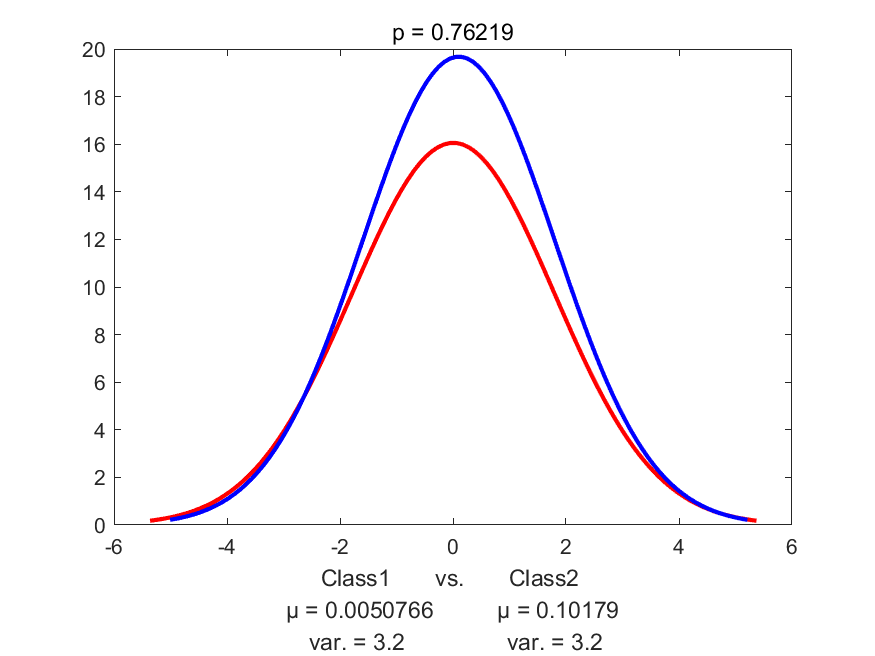 p = 0.76219
20
18
16
14
12
10
8
6
4
2
0
-6 -4 -2 0 2 4 6
Class1 vs. Class2
μ = 0.0050766 μ = 0.10179
var. = 3.2 var. = 3.2